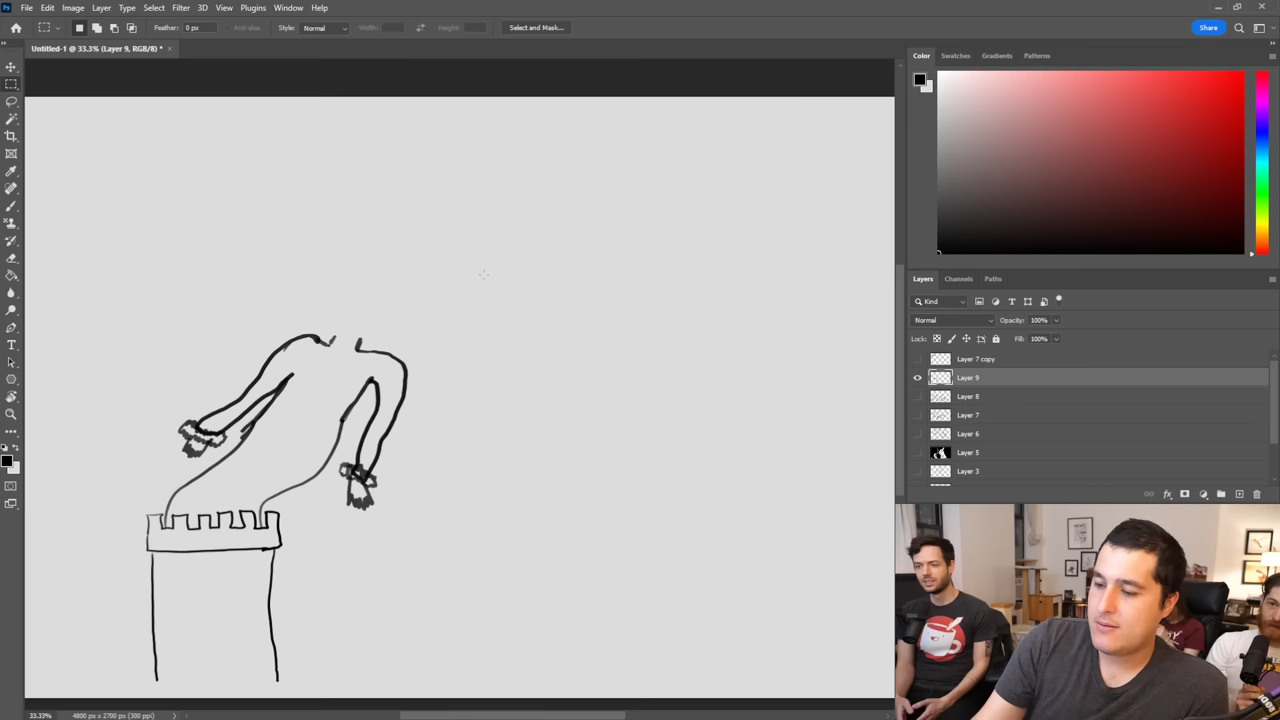 Ps File Edit Image Layer Type Select Filter 3D View Plugins Window Help
Feather: 0 px Anti-alias Style: Normal Width: Height: Select and Mask... Share
Untitled-1 @ 33.3% (Layer 9, RGB/8) *
Color Swatches Gradients Patterns
Layers Channels Paths
Kind
Normal Opacity: 100%
Lock: Fill: 100%
Layer 7 copy
Layer 9
Layer 8
Layer 7
Layer 6
Layer 5
Layer 3
33.33% 4800 px x 2700 px (300 ppi)